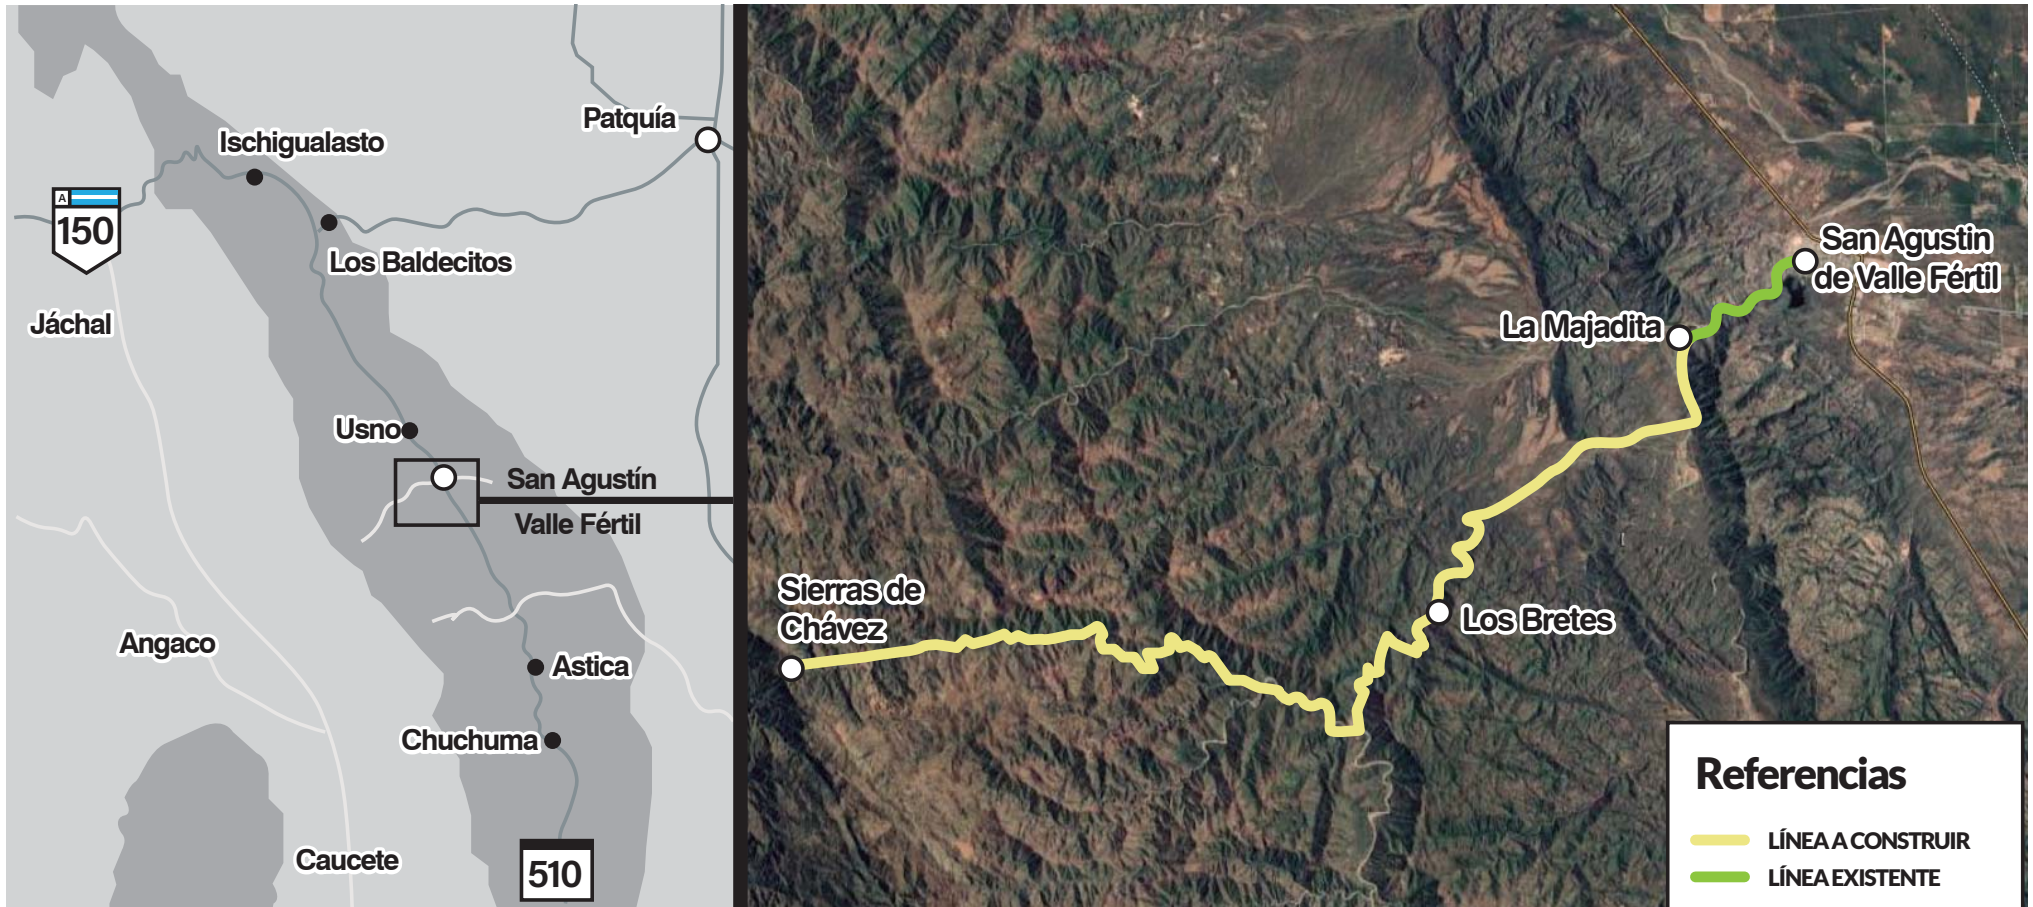 Patquía
Ischigualasto
A
150
Los Baldecitos
Jáchal
Usno
San Agustín
Valle Fértil
Angaco
Astica
Chuchuma
Caucete
510
San Agustin
de Valle Fértil
La Majadita
Sierras de
Chávez
Los Bretes
Referencias
LÍNEA A CONSTRUIR
LÍNEA EXISTENTE